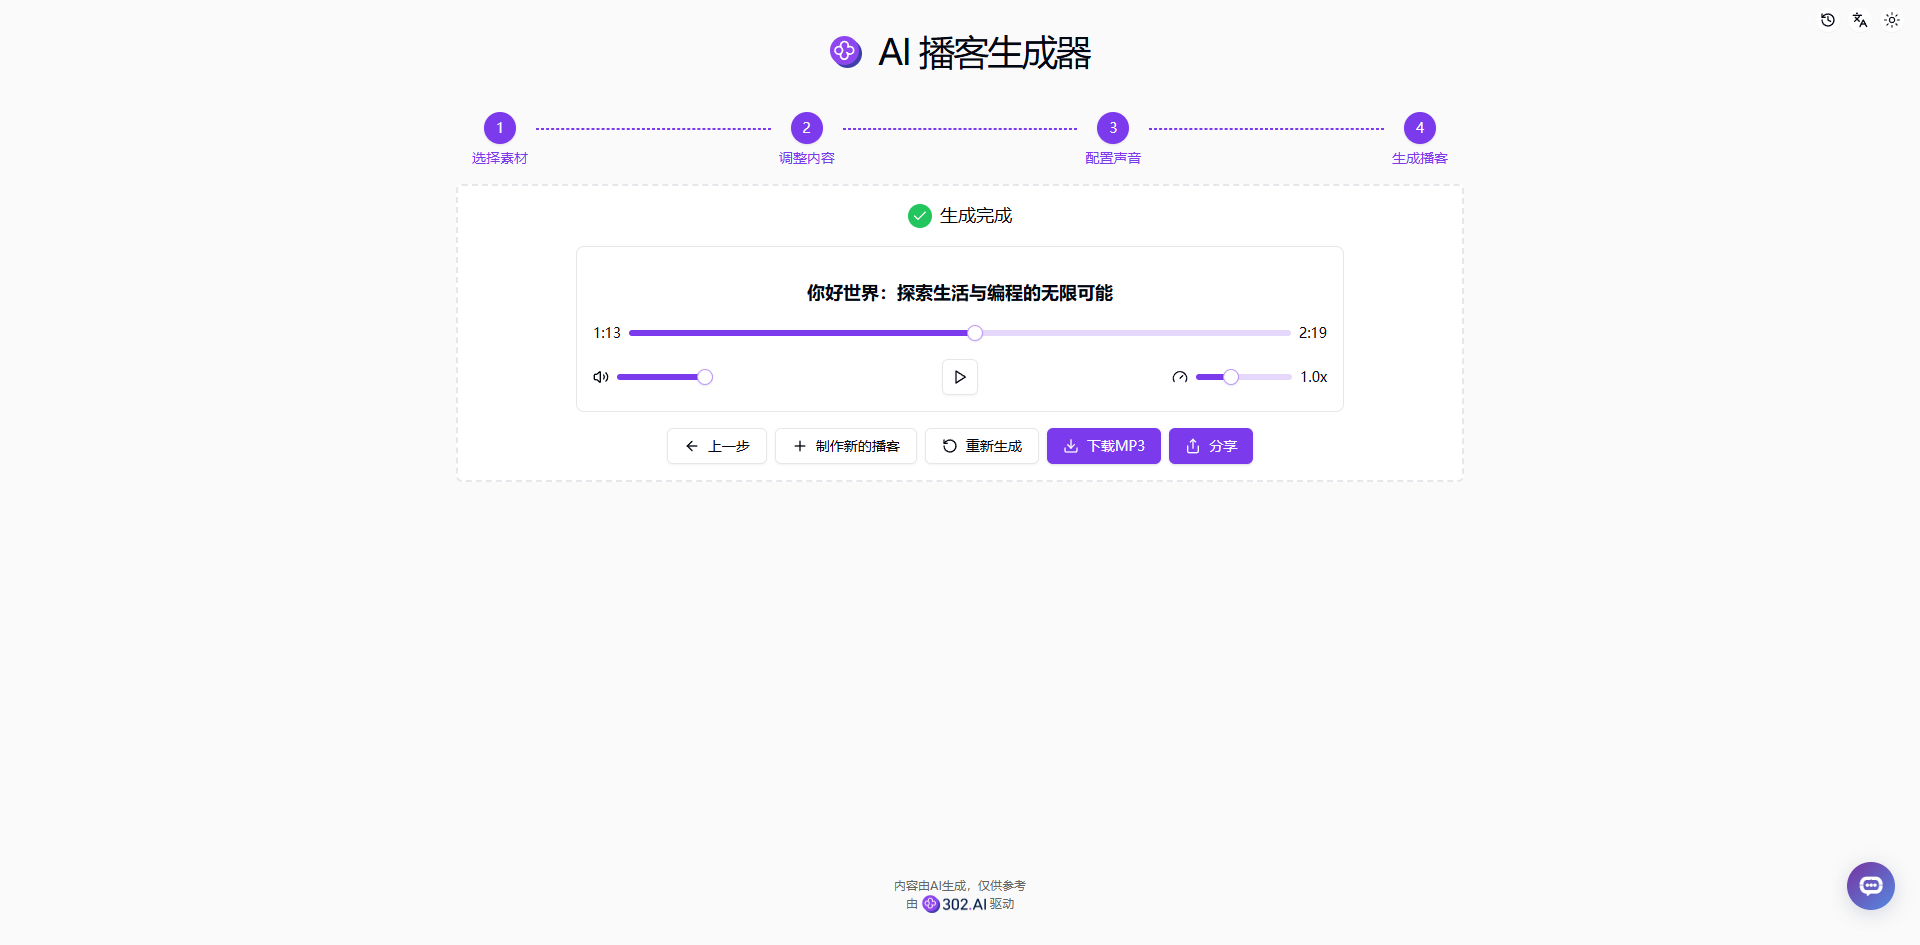 AI 播客生成器
1 2 3 4
选择素材 调整内容 配置声音 生成播客
生成完成
你好世界：探索生活与编程的无限可能
1:13 2:19
1.0x
上一步 制作新的播客 重新生成 下载MP3 分享
内容由AI生成，仅供参考
由 302.AI 驱动